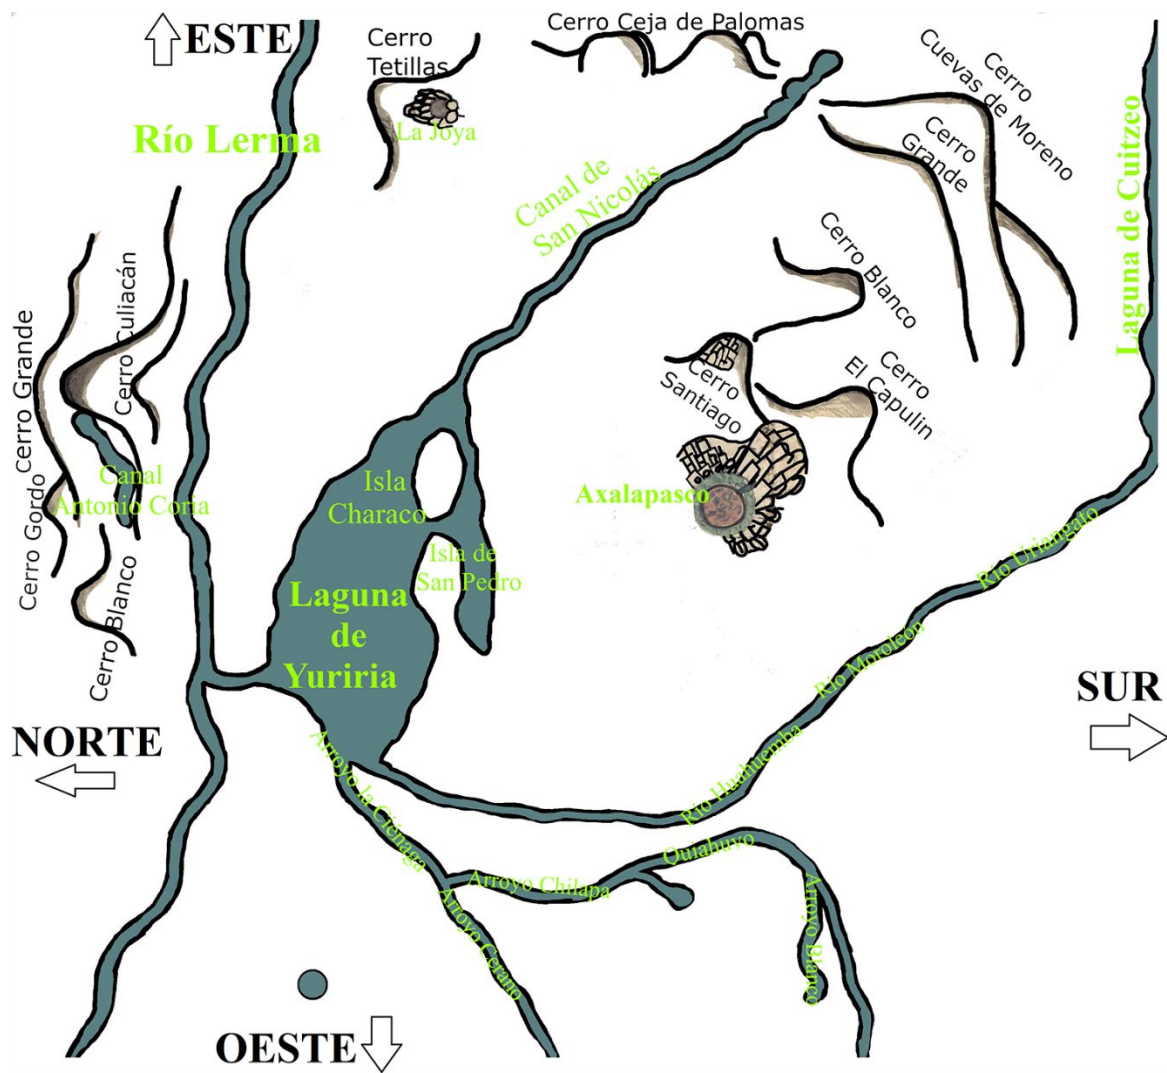 ESTE
Cerro
Tetillas
La Joya
Cerro Ceja de Palomas
Cerro
Cuevas de Moreno
Cerro
Grande
Río Lerma
Canal de
San Nicolás
Laguna de Cuitzeo
Cerro Blanco
Cerro
Santiago
Cerro
El Capulin
Cerro Culiacán
Cerro Grande
Cerro Gordo
Canal
Antonio Coría
Cerro Blanco
Isla
Characo
Isla de
San Pedro
Axalapasco
Laguna
de
Yuriria
Río Uriangato
Río Moroleón
Río Huahuemba
SUR
NORTE
Arroyo la Ciénaga
Arroyo Chilapa
Quiahuyo
Arroyo Blanco
Arroyo Cerano
OESTE